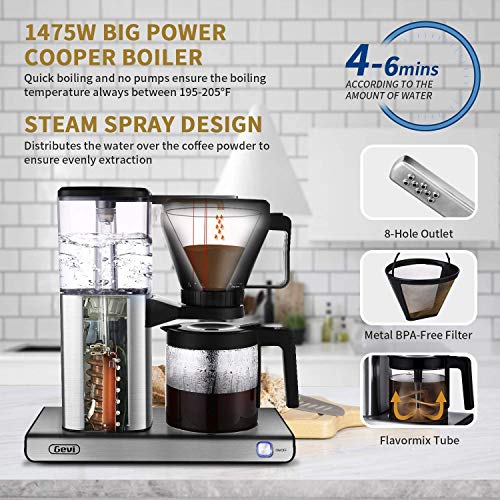 1475W BIG POWER
COOPER BOILER
Quick boiling and no pumps ensure the boiling
temperature always between 195-205°F
4-6mins
ACCORDING TO THE
AMOUNT OF WATER
STEAM SPRAY DESIGN
Distributes the water over the coffee powder to
ensure evenly extraction
8-Hole Outlet
Metal BPA-Free Filter
Flavormix Tube
Gevi
ON/OFF